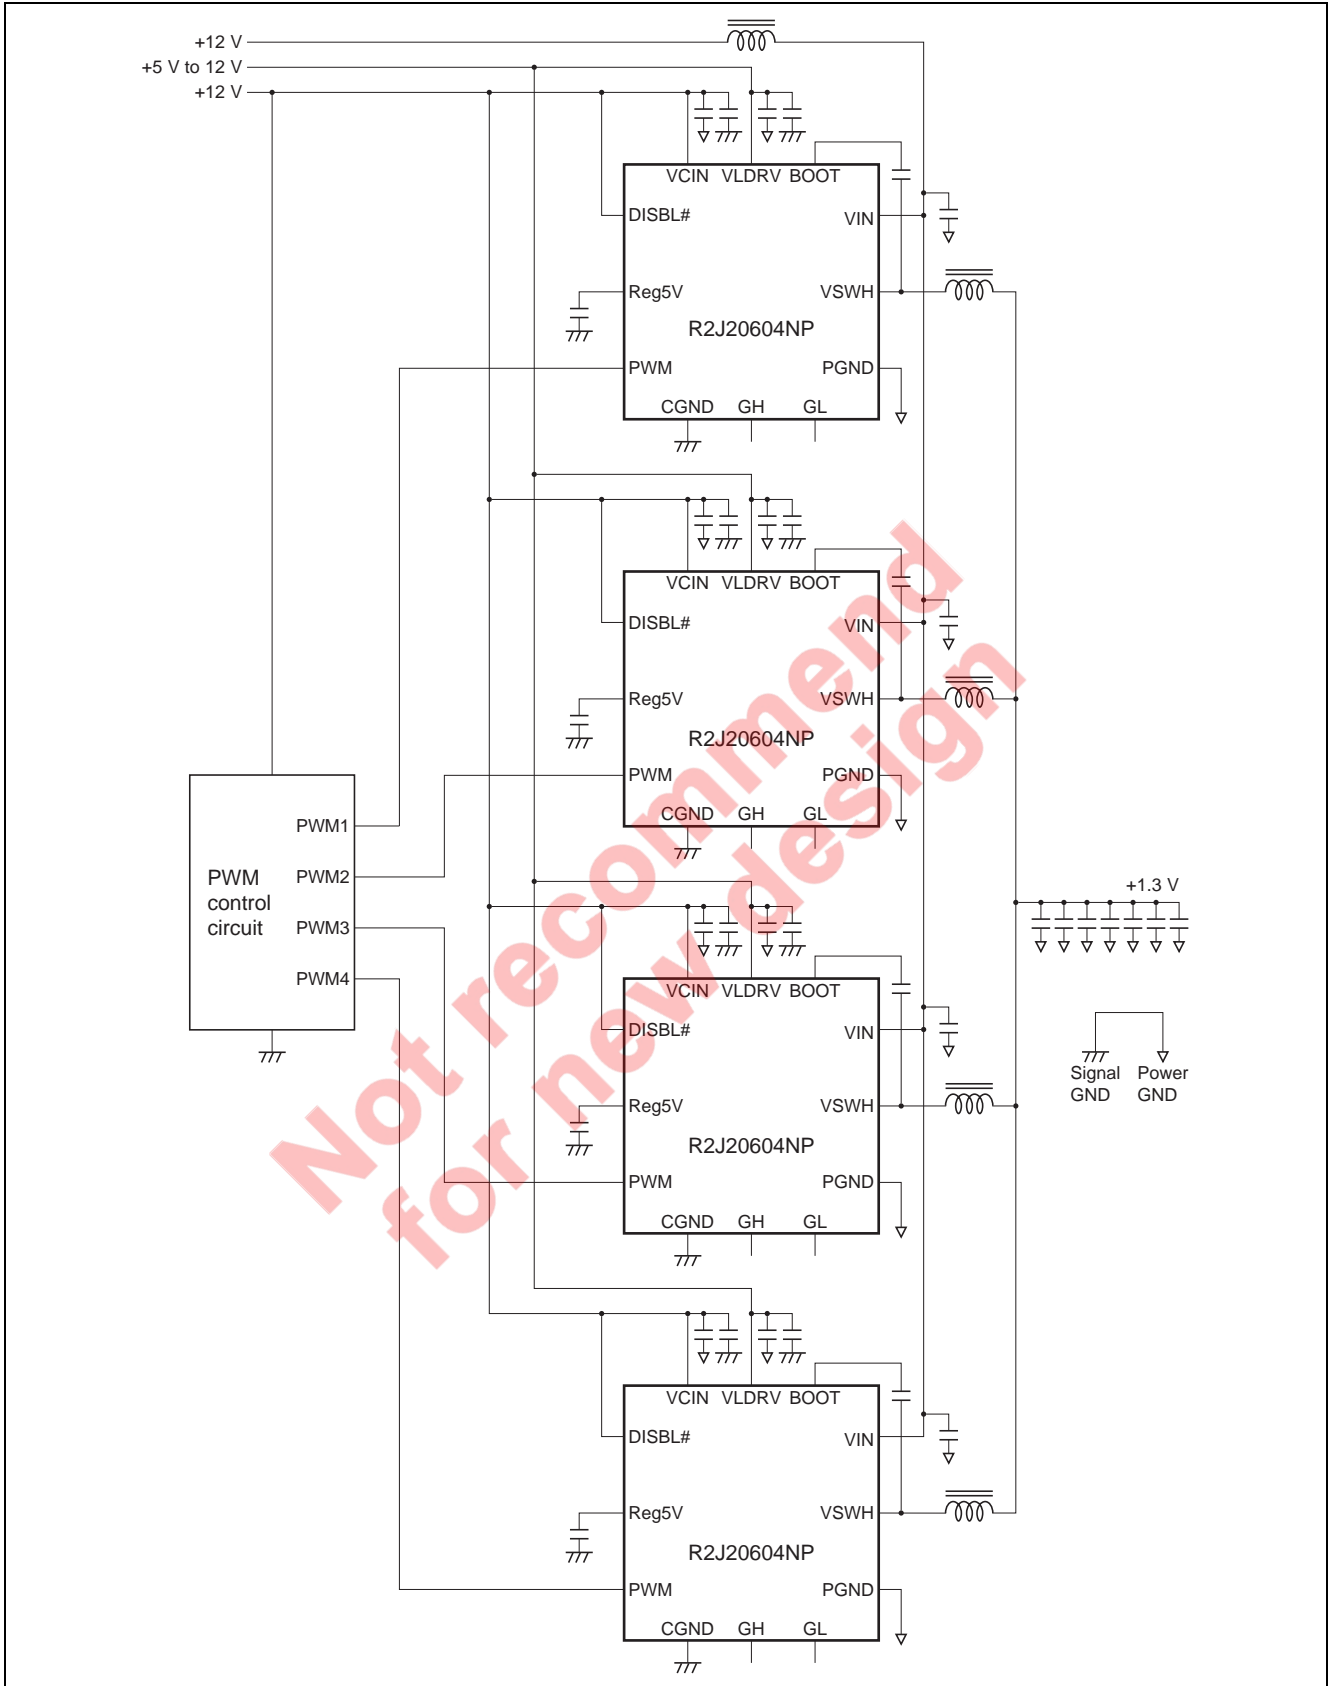 +12 V
+5 V to 12 V
+12 V
VCIN VLDRV BOOT
DISBL#
VIN
Reg5V
VSWH
R2J20604NP
PWM
PGND
CGND GH GL
VCIN VLDRV BOOT
DISBL#
VIN
Reg5V
VSWH
R2J20604NP
PWM
PGND
CGND GH GL
PWM control circuit
PWM1
PWM2
PWM3
PWM4
+1.3 V
VCIN VLDRV BOOT
DISBL#
VIN
Reg5V
VSWH
R2J20604NP
PWM
PGND
CGND GH GL
Signal GND
Power GND
VCIN VLDRV BOOT
DISBL#
VIN
Reg5V
VSWH
R2J20604NP
PWM
PGND
CGND GH GL
Not recommend
for new design